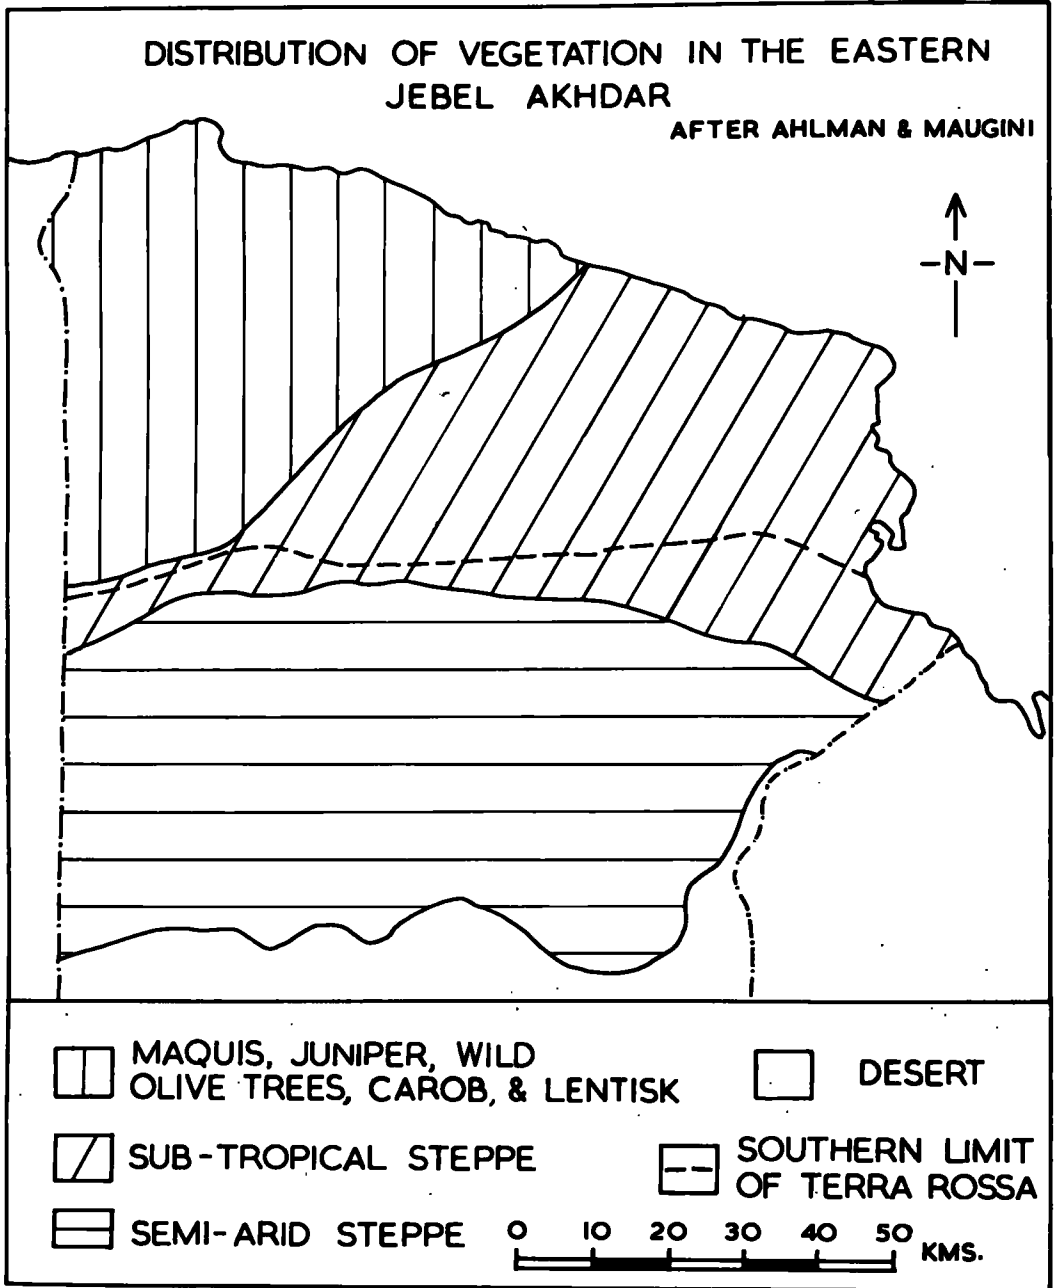 DISTRIBUTION OF VEGETATION IN THE EASTERN
JEBEL AKHDAR
AFTER AHLMAN & MAUGINI
-N-
MAQUIS, JUNIPER, WILD
OLIVE TREES, CAROB, & LENTISK
DESERT
SUB-TROPICAL STEPPE
SOUTHERN LIMIT
OF TERRA ROSSA
SEMI-ARID STEPPE
0 10 20 30 40 50 KMS.